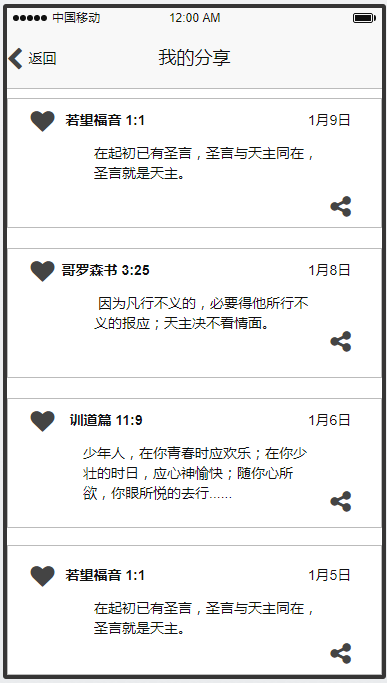 中国移动 12:00 AM
返回 我的分享
若望福音 1:1 1月9日
在起初已有圣言，圣言与天主同在，
圣言就是天主。
哥罗森书 3:25 1月8日
因为凡行不义的，必要得他所行不
义的报应；天主决不看情面。
训道篇 11:9 1月6日
少年人，在你青春时应欢乐；在你少
壮的时日，应心神愉快；随你心所
欲，你眼所悦的去行......
若望福音 1:1 1月5日
在起初已有圣言，圣言与天主同在，
圣言就是天主。